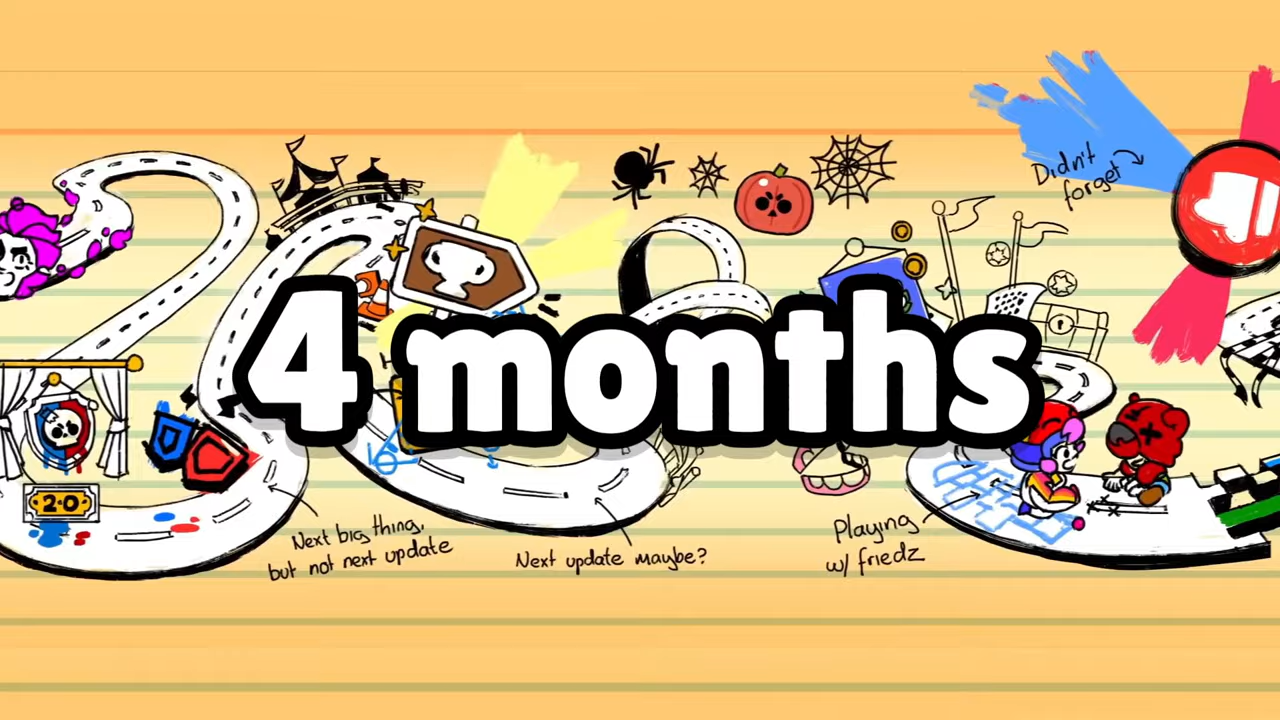 Didn't
forget
4 months
2.0
Next big thing,
but not next update
Next update maybe?
Playing
w/ friedz